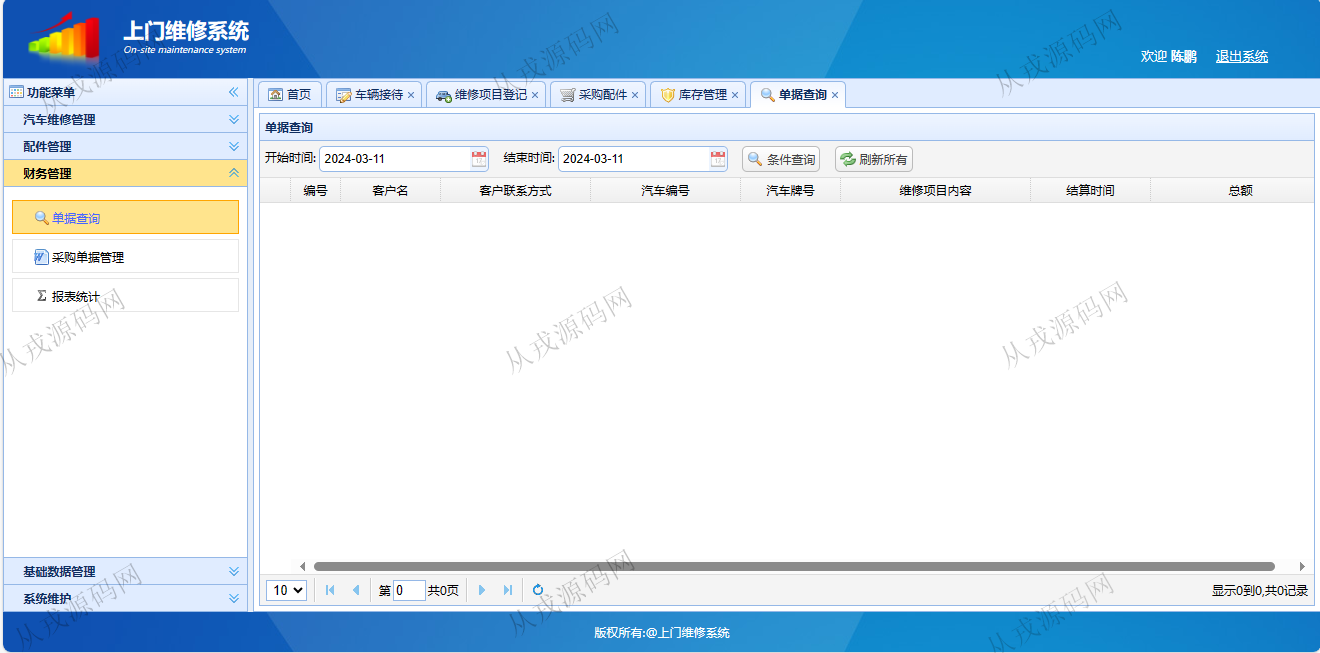 上门维修系统
On-site maintenance system
欢迎 陈鹏 退出系统
功能菜单
汽车维修管理
配件管理
财务管理
单据查询
采购单据管理
Σ 报表统计
基础数据管理
系统维护
首页 车辆接待 × 维修项目登记 × 采购配件 × 库存管理 × 单据查询 ×
单据查询
开始时间: 2024-03-11 结束时间: 2024-03-11 条件查询 刷新所有
编号 客户名 客户联系方式 汽车编号 汽车牌号 维修项目内容 结算时间 总额
10 第 0 共0页 显示0到0,共0记录
版权所有:@上门维修系统
从戎源码网
从戎源码网
从戎源码网
从戎源码网
从戎源码网
从戎源码网
从戎源码网
从戎源码网
从戎源码网